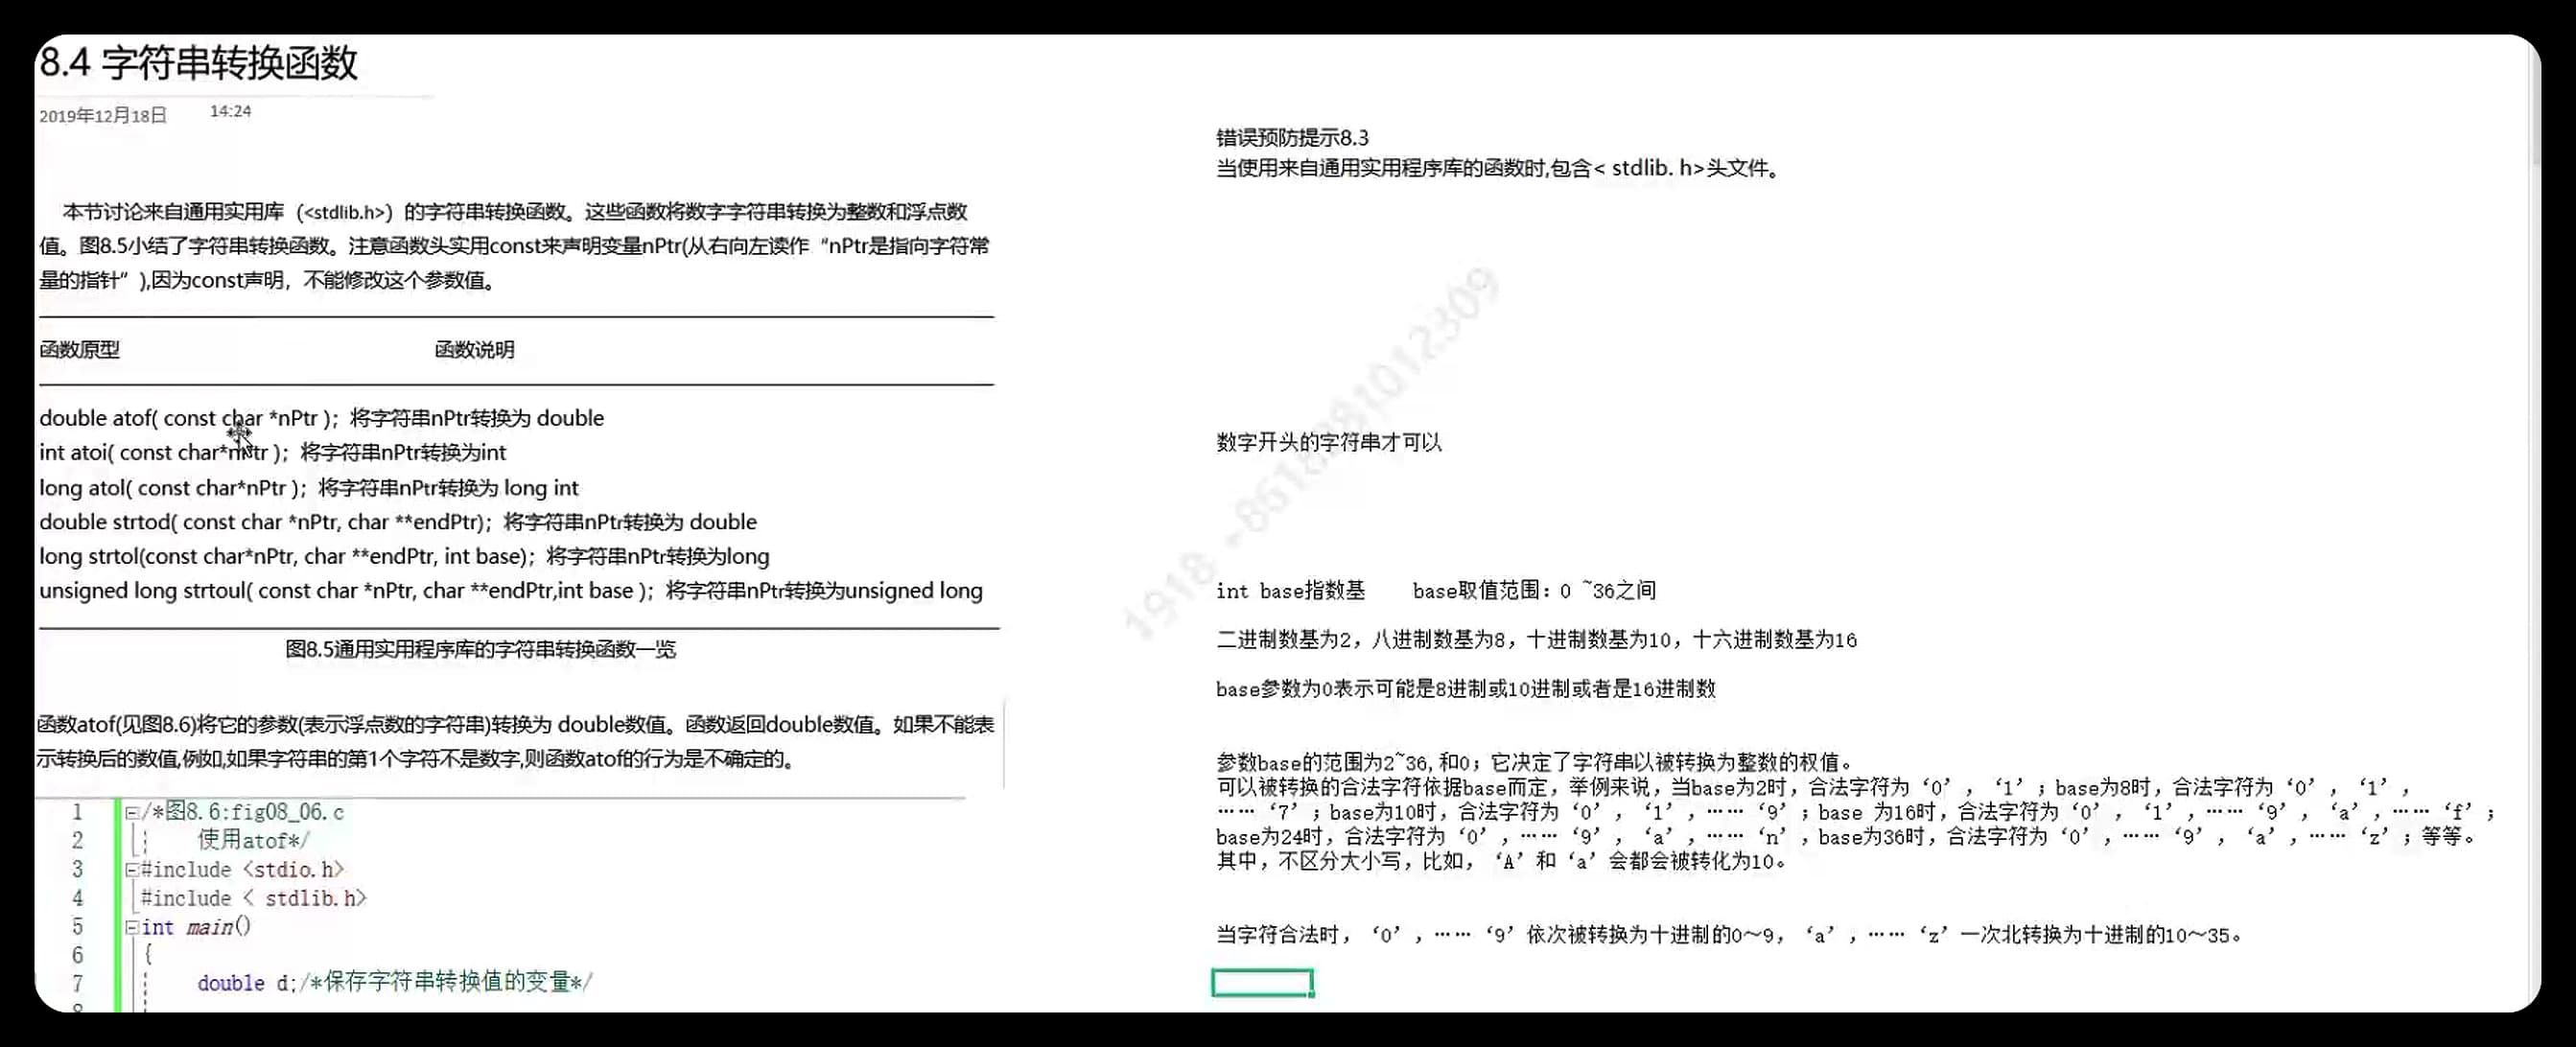 8.4 字符串转换函数
2019年12月18日 14:24
本节讨论来自通用实用库（<stdlib.h>）的字符串转换函数。这些函数将数字字符串转换为整数和浮点数
值。图8.5小结了字符串转换函数。注意函数头实用const来声明变量nPtr(从右向左读作“nPtr是指向字符常
量的指针”),因为const声明，不能修改这个参数值。
函数原型 函数说明
double atof( const char *nPtr )；将字符串nPtr转换为 double
int atoi( const char*nPtr )；将字符串nPtr转换为int
long atol( const char*nPtr )；将字符串nPtr转换为 long int
double strtod( const char *nPtr, char **endPtr)；将字符串nPtr转换为 double
long strtol(const char*nPtr, char **endPtr, int base)；将字符串nPtr转换为long
unsigned long strtoul( const char *nPtr, char **endPtr,int base )；将字符串nPtr转换为unsigned long
图8.5通用实用程序库的字符串转换函数一览
函数atof(见图8.6)将它的参数(表示浮点数的字符串)转换为 double数值。函数返回double数值。如果不能表
示转换后的数值,例如,如果字符串的第1个字符不是数字,则函数atof的行为是不确定的。
1 /*图8.6:fig08_06.c
2 使用atof*/
3 #include <stdio.h>
4 #include < stdlib.h>
5 int main()
6 {
7 double d;/*保存字符串转换值的变量*/
8
错误预防提示8.3
当使用来自通用实用程序库的函数时,包含< stdlib. h>头文件。
数字开头的字符串才可以
int base指数基 base取值范围：0 ~36之间
二进制数基为2，八进制数基为8，十进制数基为10，十六进制数基为16
base参数为0表示可能是8进制或10进制或者是16进制数
参数base的范围为2~36,和0；它决定了字符串以被转换为整数的权值。
可以被转换的合法字符依据base而定，举例来说，当base为2时，合法字符为‘0’，‘1’；base为8时，合法字符为‘0’，‘1’，
……‘7’；base为10时，合法字符为‘0’，‘1’，……‘9’；base 为16时，合法字符为‘0’，‘1’，……‘9’，‘a’，……‘f’；
base为24时，合法字符为‘0’，……‘9’，‘a’，……‘n’，base为36时，合法字符为‘0’，……‘9’，‘a’，……‘z’；等等。
其中，不区分大小写，比如，‘A’和‘a’会都会被转化为10。
当字符合法时，‘0’，……‘9’依次被转换为十进制的0～9，‘a’，……‘z’一次北转换为十进制的10～35。